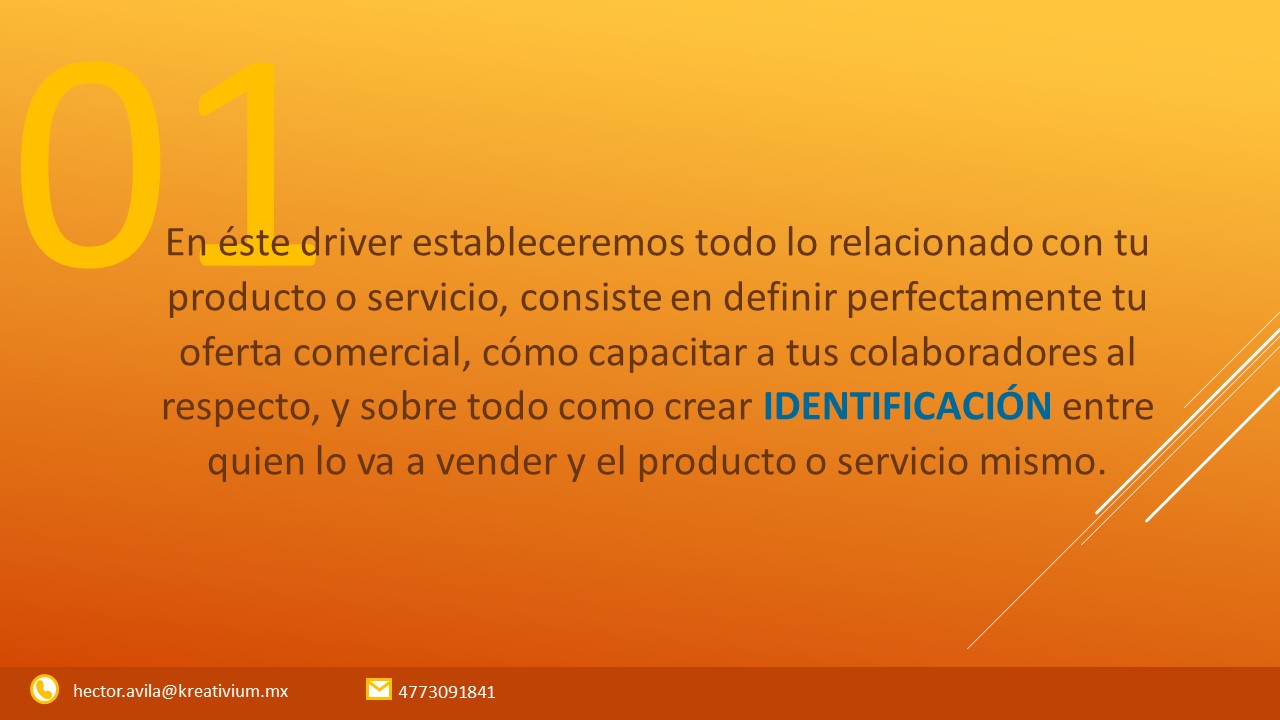 01
En éste driver estableceremos todo lo relacionado con tu
producto o servicio, consiste en definir perfectamente tu
oferta comercial, cómo capacitar a tus colaboradores al
respecto, y sobre todo como crear IDENTIFICACIÓN entre
quien lo va a vender y el producto o servicio mismo.
hector.avila@kreativium.mx
4773091841